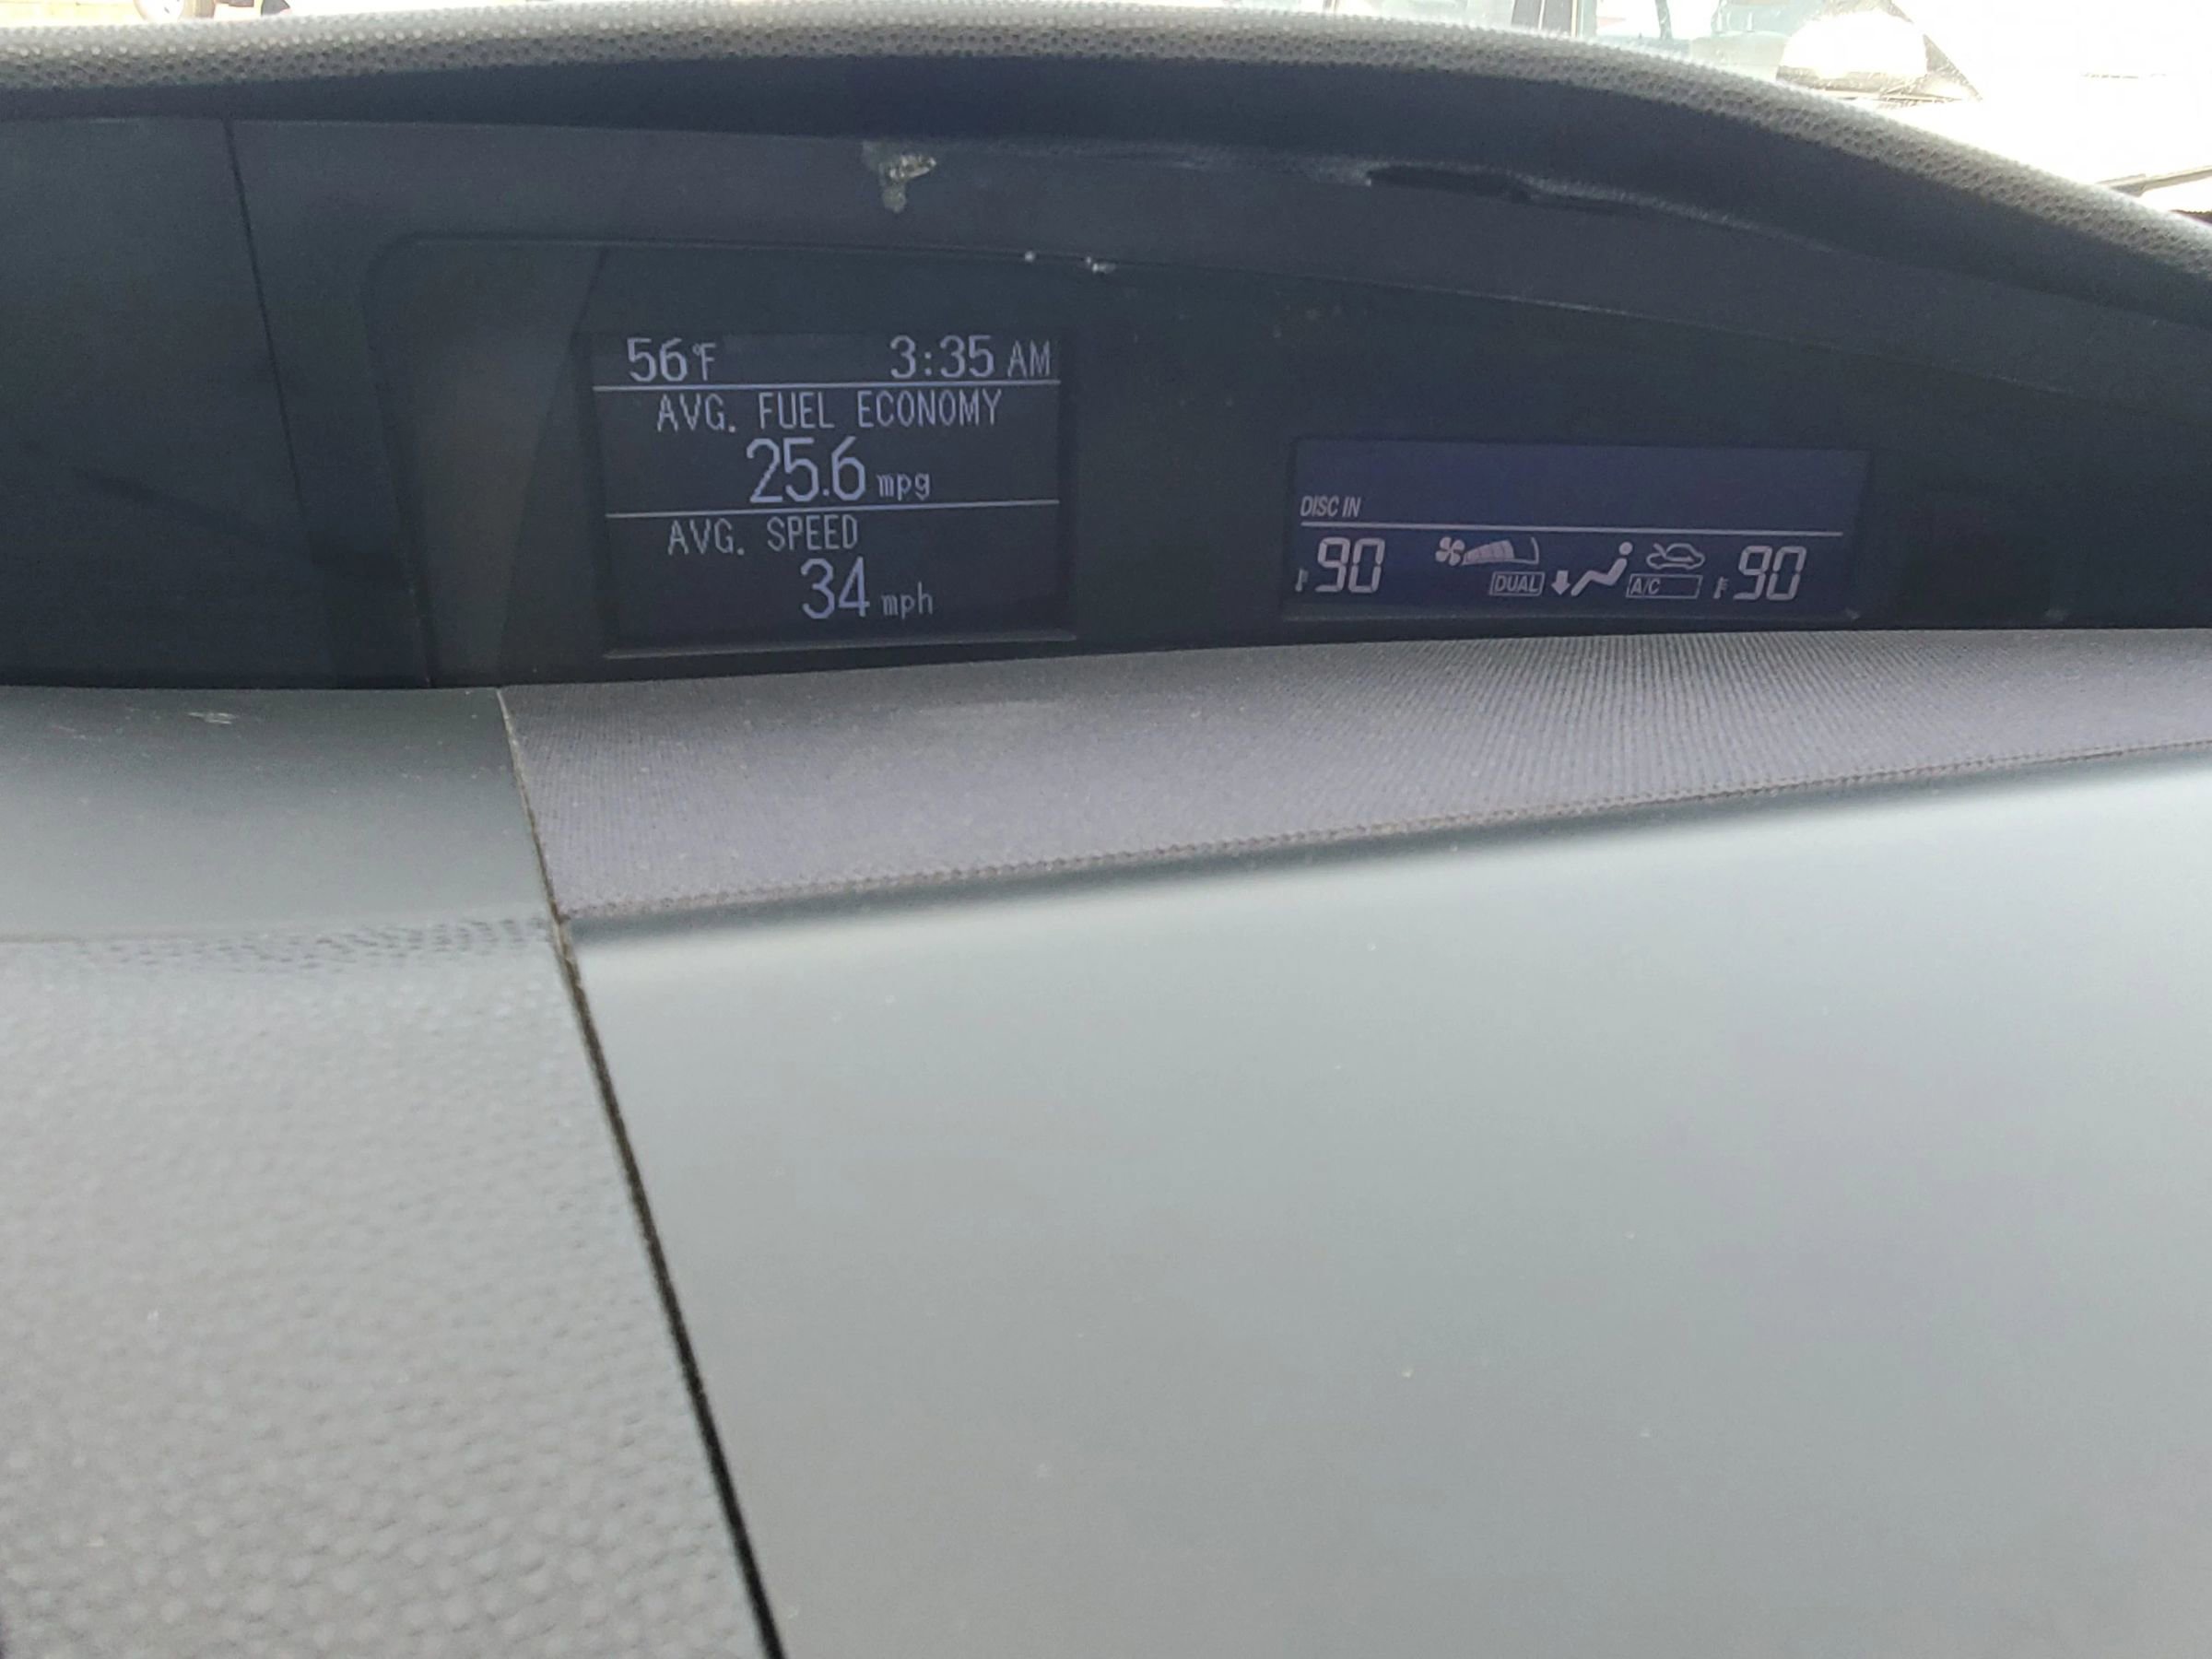 56°F 3:35 AM
AVG. FUEL ECONOMY
25.6 mpg
AVG. SPEED
34 mph
DISC IN
90 DUAL A/C 90